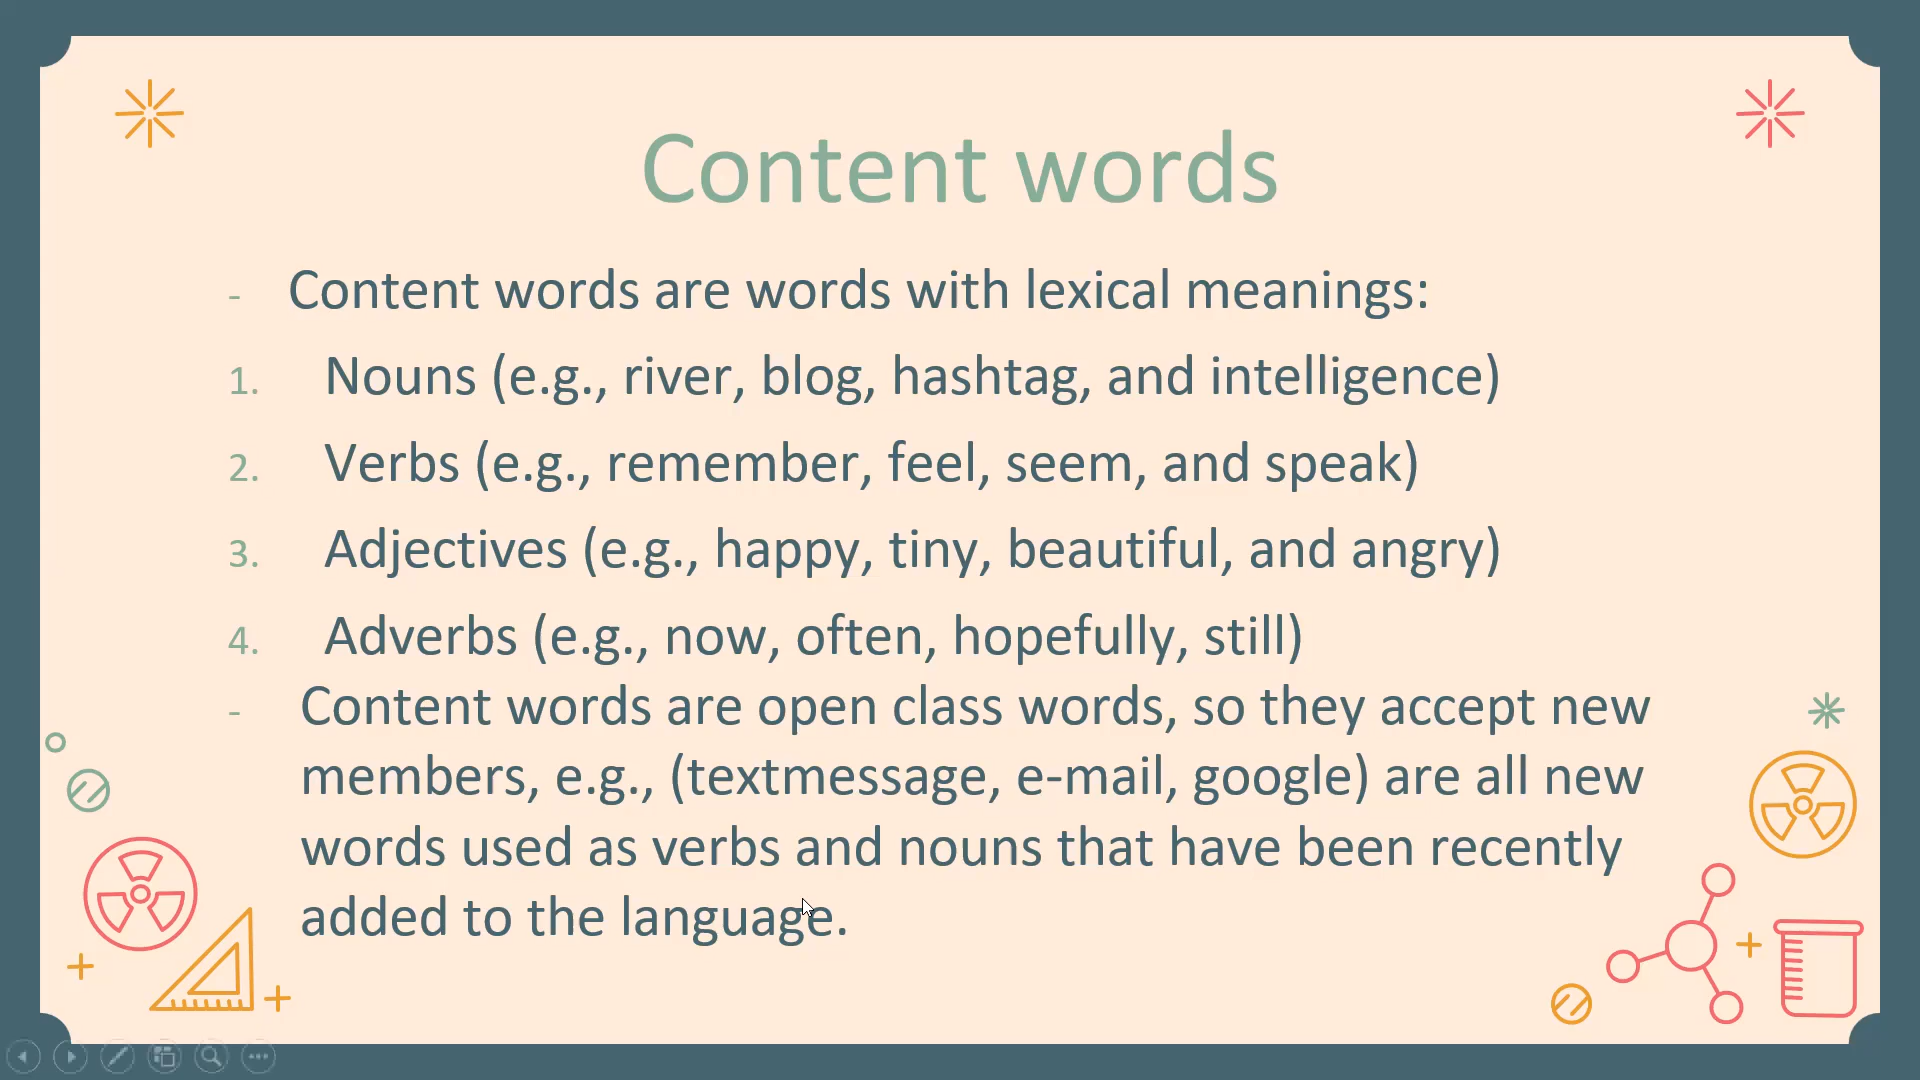 Content words
- Content words are words with lexical meanings:
1. Nouns (e.g., river, blog, hashtag, and intelligence)
2. Verbs (e.g., remember, feel, seem, and speak)
3. Adjectives (e.g., happy, tiny, beautiful, and angry)
4. Adverbs (e.g., now, often, hopefully, still)
- Content words are open class words, so they accept new
members, e.g., (textmessage, e-mail, google) are all new
words used as verbs and nouns that have been recently
added to the language.